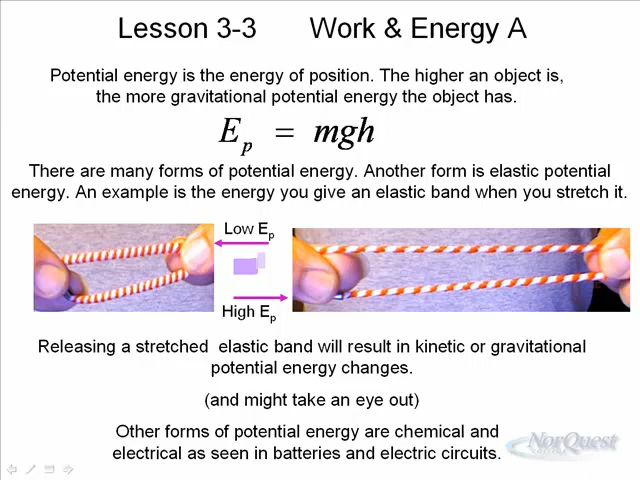 Lesson 3-3 Work & Energy A
Potential energy is the energy of position. The higher an object is,
the more gravitational potential energy the object has.
Ep = mgh
There are many forms of potential energy. Another form is elastic potential
energy. An example is the energy you give an elastic band when you stretch it.
Low Ep
High Ep
Releasing a stretched elastic band will result in kinetic or gravitational
potential energy changes.
(and might take an eye out)
Other forms of potential energy are chemical and
electrical as seen in batteries and electric circuits.
NorQuest